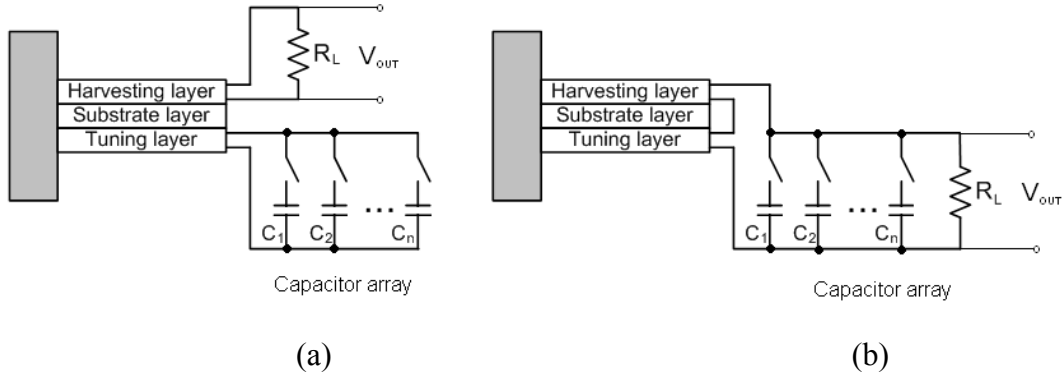 R_L V_OUT
Harvesting layer
Substrate layer
Tuning layer
C_1 C_2 ... C_n
Capacitor array
(a)
Harvesting layer
Substrate layer
Tuning layer
R_L V_OUT
C_1 C_2 ... C_n
Capacitor array
(b)